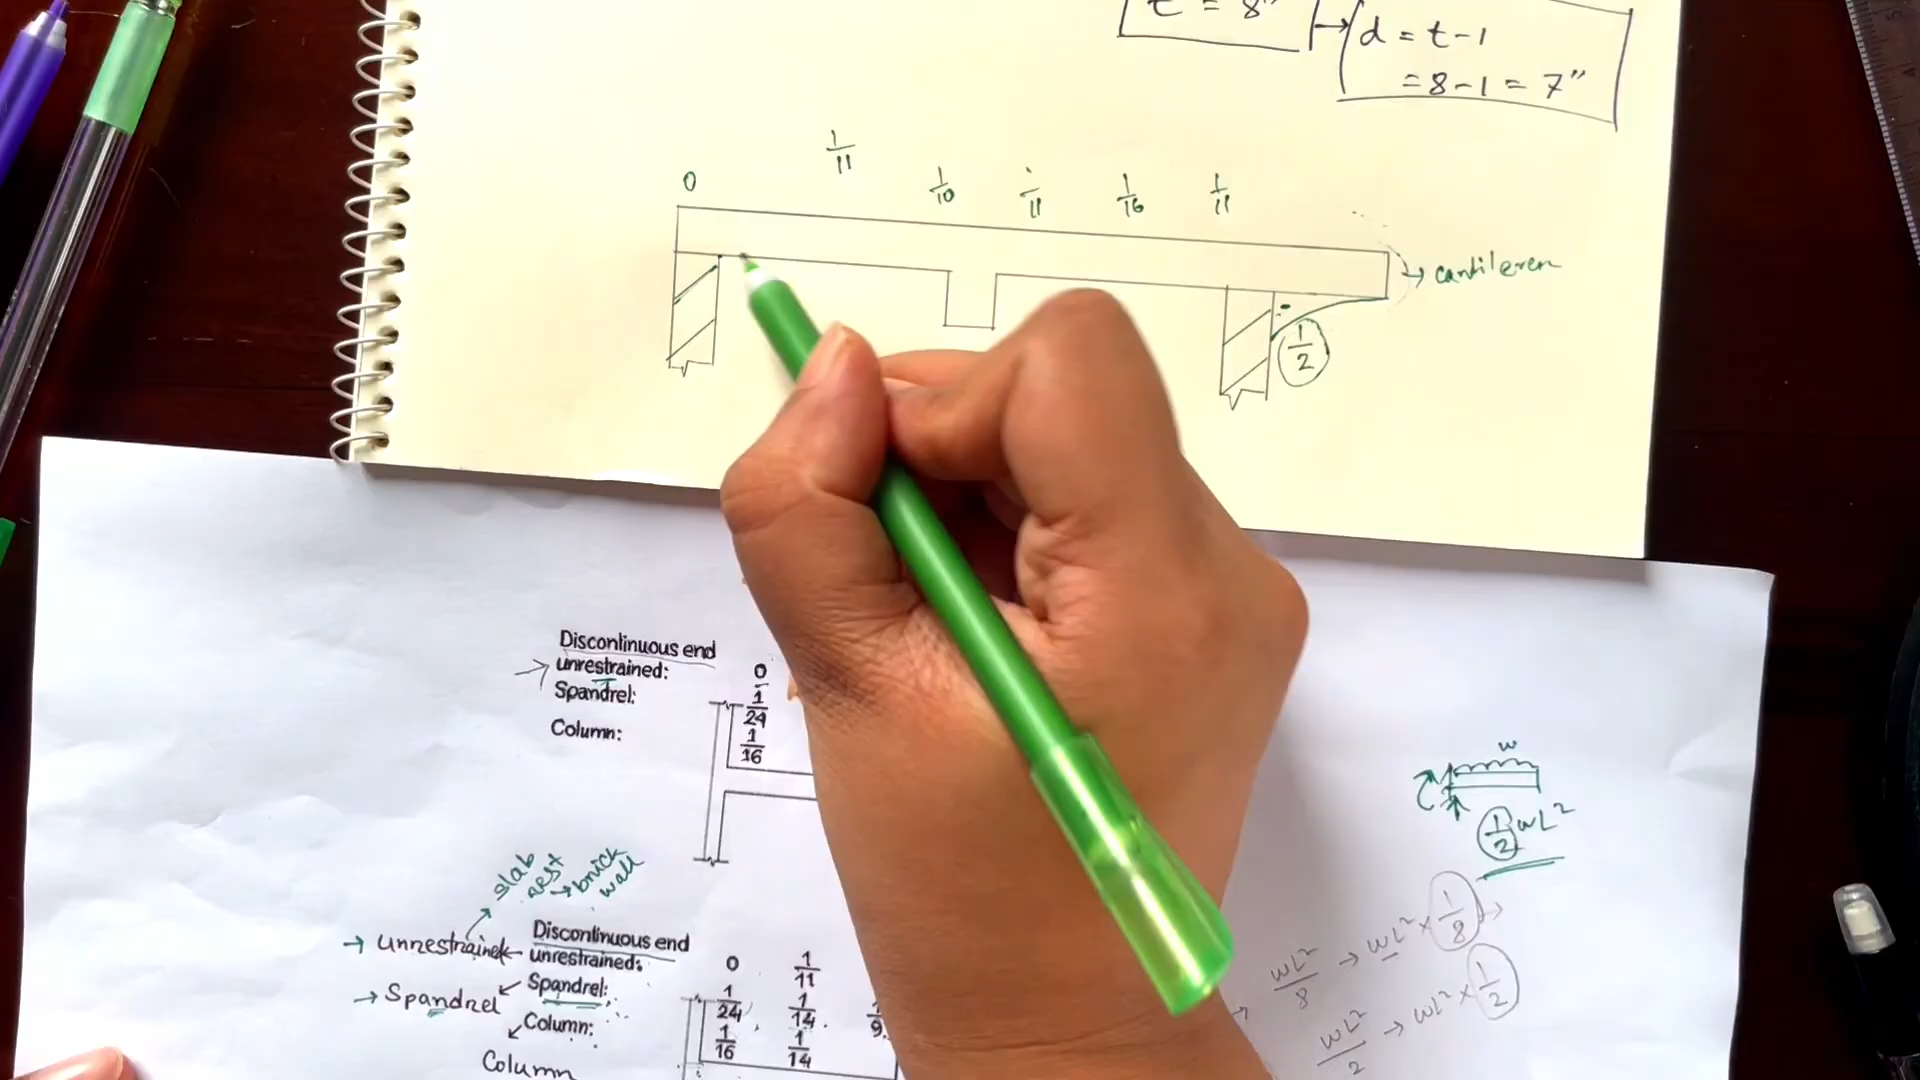 t = 8"
d = t-1
= 8-1 = 7"
0 1/11 1/10 1/11 1/16 1/11
cantilever
1/2
Discontinuous end
unrestrained: 0
Spandrel: 1/24
Column: 1/16
w
1/2 wL²
slab
rest
→ brick
wall
→ unrestrained
Discontinuous end
unrestrained: 0 1/11
→ Spandrel
Spandrel: 1/24 1/14
Column: 1/16 1/14
Column
wL²/8 → wL² × 1/8 →
wL²/2 → wL² × 1/2